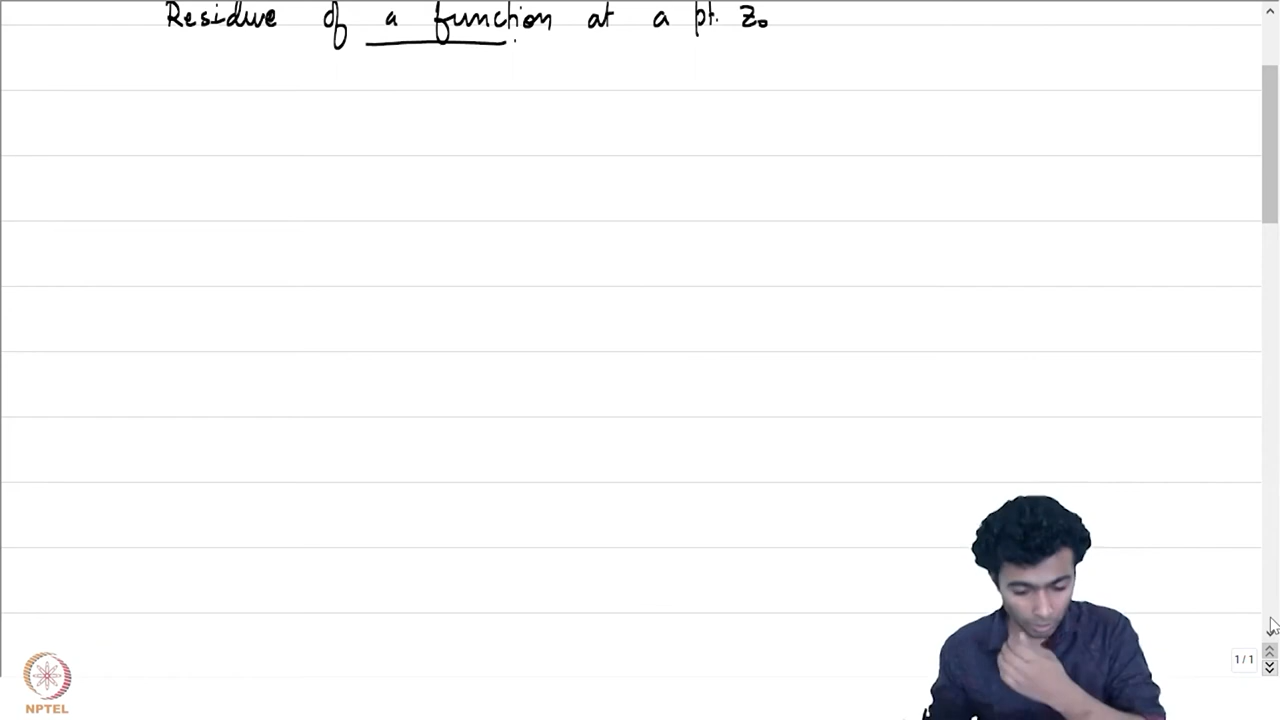 Residue of a function at a pt. z₀
1/1
NPTEL